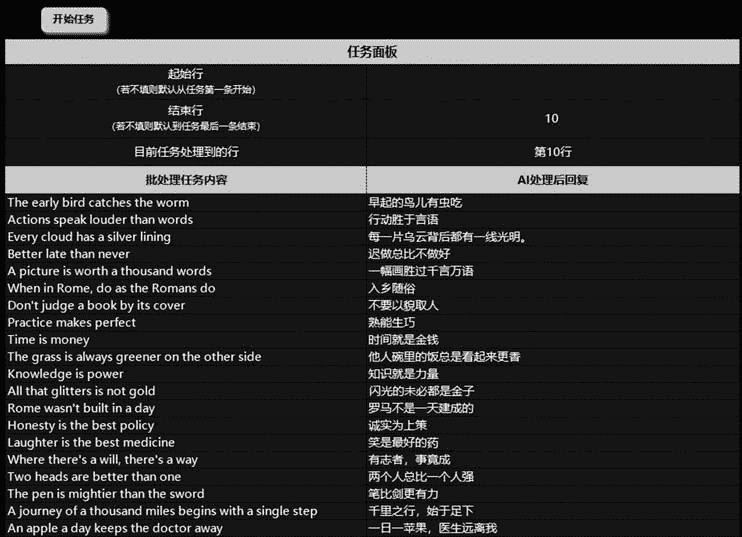 开始任务
任务面板
起始行
(若不填则默认从任务第一条开始)
结束行
(若不填则默认到任务最后一条结束)
10
目前任务处理到的行 第10行
批处理任务内容 AI处理后回复
The early bird catches the worm 早起的鸟儿有虫吃
Actions speak louder than words 行动胜于言语
Every cloud has a silver lining 每一片乌云背后都有一线光明。
Better late than never 迟做总比不做好
A picture is worth a thousand words 一幅画胜过千言万语
When in Rome, do as the Romans do 入乡随俗
Don't judge a book by its cover 不要以貌取人
Practice makes perfect 熟能生巧
Time is money 时间就是金钱
The grass is always greener on the other side 他人碗里的饭总是看起来更香
Knowledge is power 知识就是力量
All that glitters is not gold 闪光的未必都是金子
Rome wasn't built in a day 罗马不是一天建成的
Honesty is the best policy 诚实为上策
Laughter is the best medicine 笑是最好的药
Where there's a will, there's a way 有志者，事竟成
Two heads are better than one 两个人总比一个人强
The pen is mightier than the sword 笔比剑更有力
A journey of a thousand miles begins with a single step 千里之行，始于足下
An apple a day keeps the doctor away 一日一苹果，医生远离我